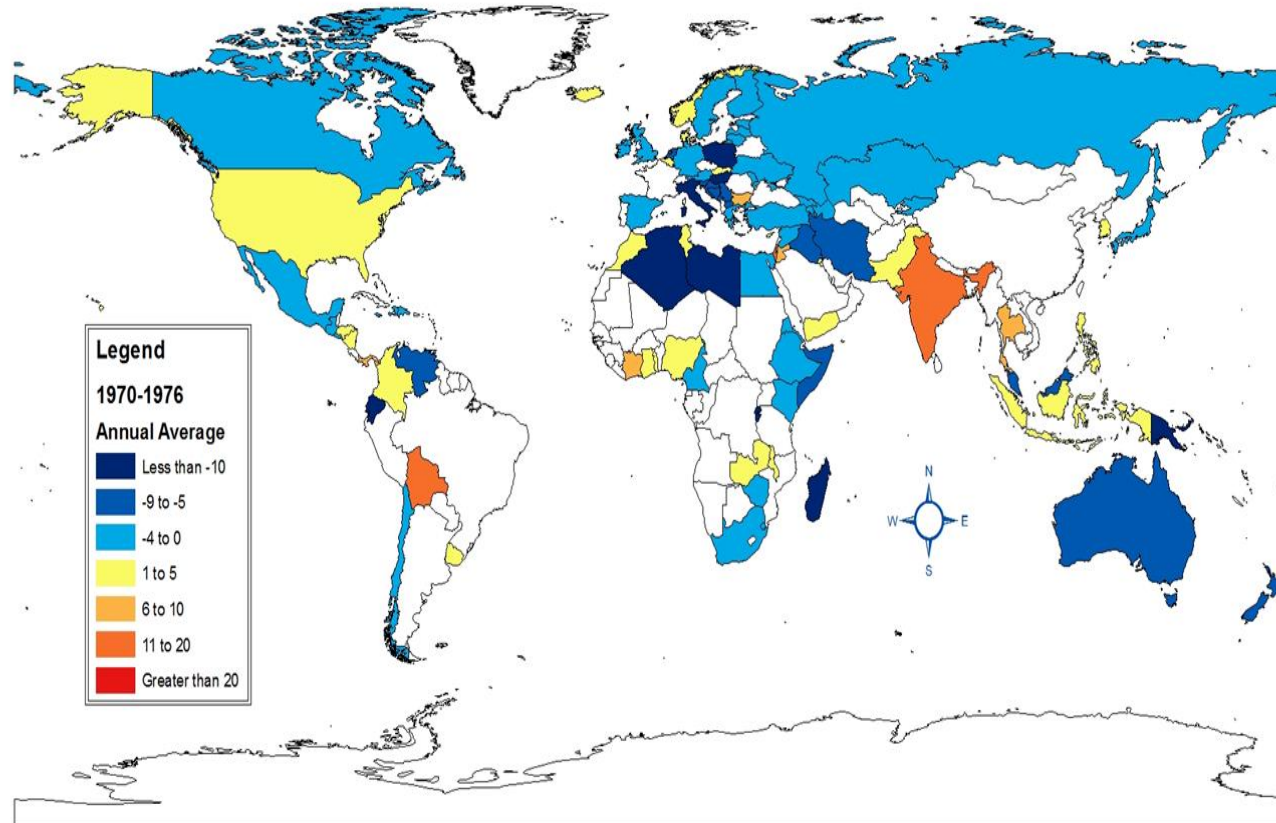 Legend
1970-1976
Annual Average
Less than -10
-9 to -5
-4 to 0
1 to 5
6 to 10
11 to 20
Greater than 20
N
W E
S